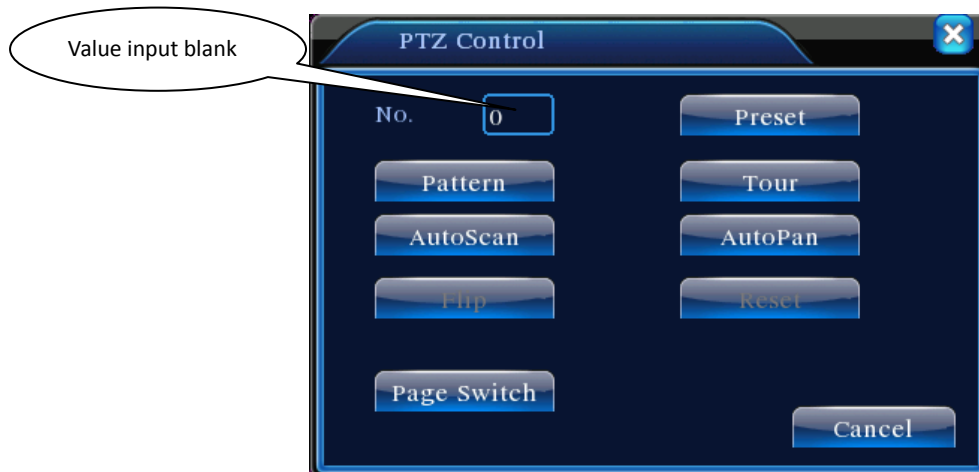 Value input blank
PTZ Control
No. 0 Preset
Pattern Tour
AutoScan AutoPan
Flip Reset
Page Switch
Cancel